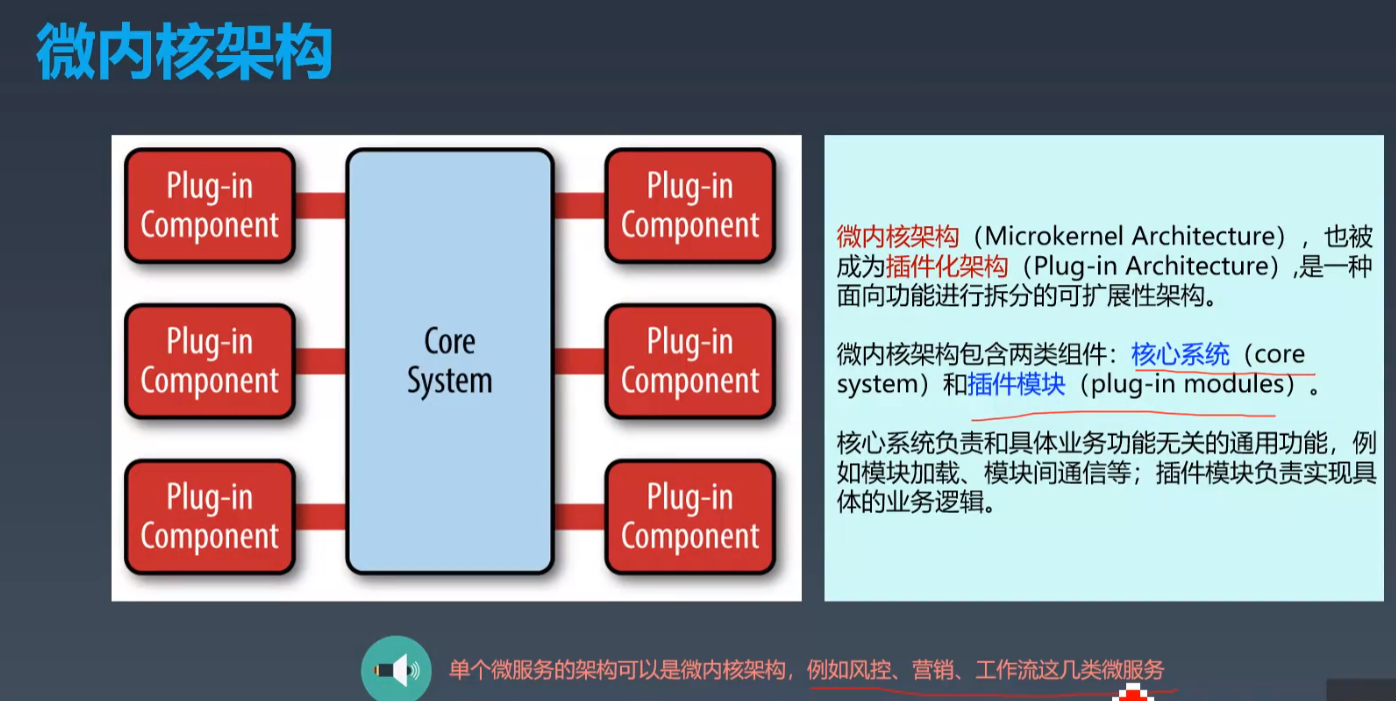 微内核架构
Plug-in
Component
Plug-in
Component
Plug-in
Component
Core
System
Plug-in
Component
Plug-in
Component
Plug-in
Component
微内核架构（Microkernel Architecture），也被
成为插件化架构（Plug-in Architecture）,是一种
面向功能进行拆分的可扩展性架构。
微内核架构包含两类组件：核心系统（core
system）和插件模块（plug-in modules）。
核心系统负责和具体业务功能无关的通用功能，例
如模块加载、模块间通信等；插件模块负责实现具
体的业务逻辑。
单个微服务的架构可以是微内核架构，例如风控、营销、工作流这几类微服务